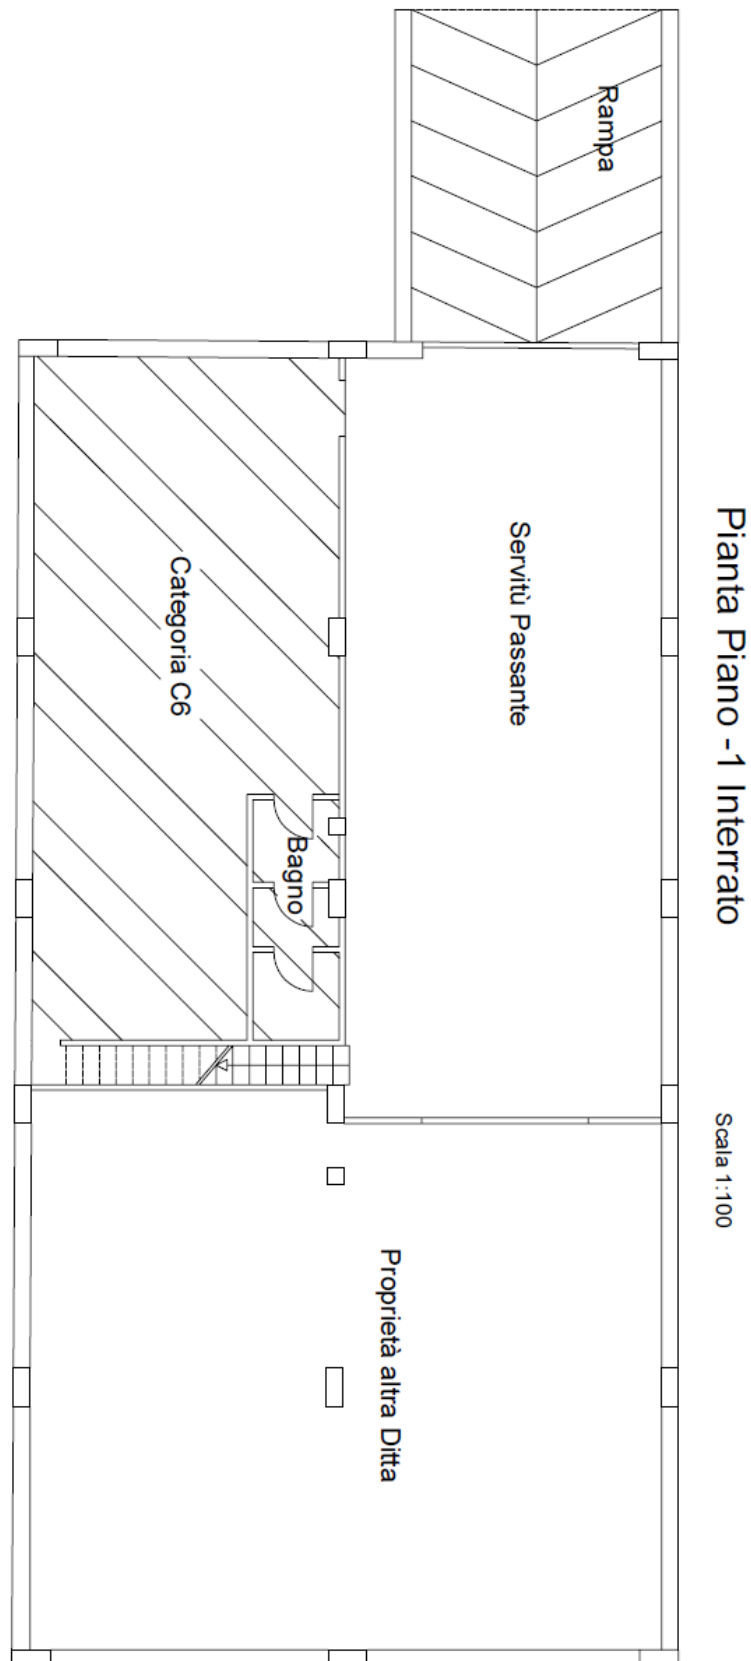 Pianta Piano -1 Interrato
Scala 1:100
Rampa
Servitù Passante
Categoria C6
Bagno
Proprietà altra Ditta